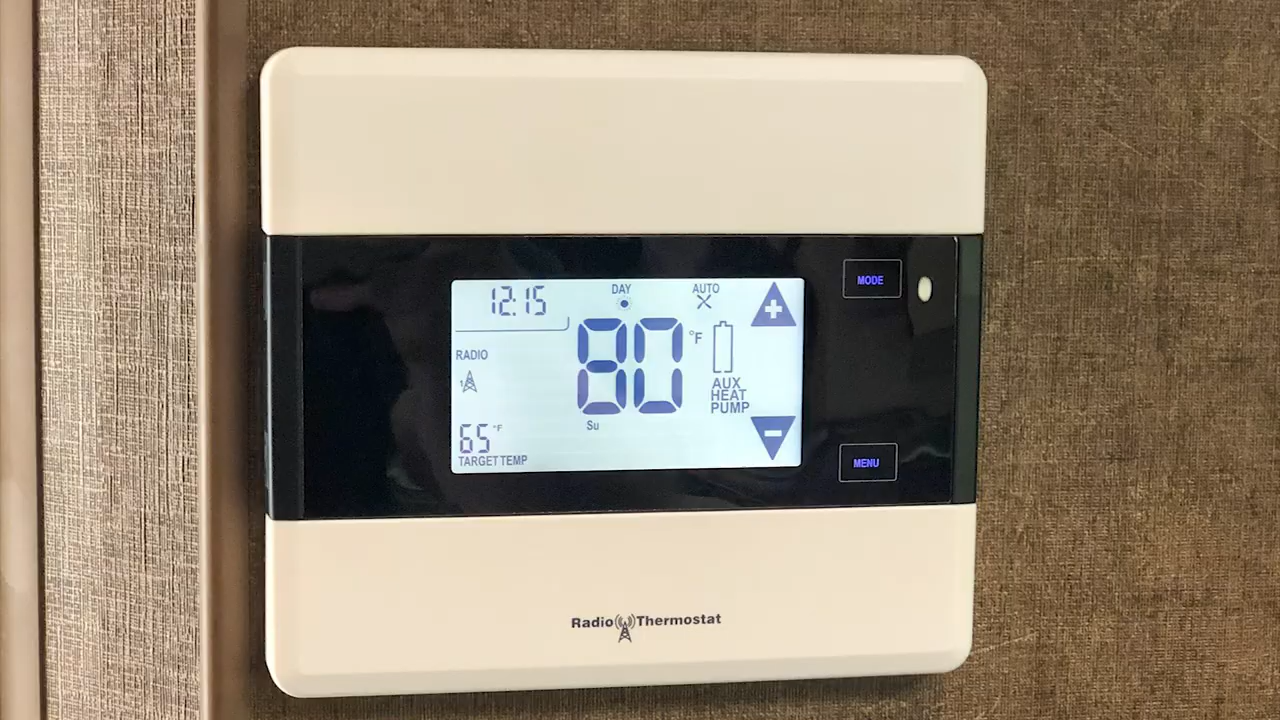 12:15
DAY
AUTO
MODE
80 °F
RADIO
AUX
HEAT
PUMP
65 °F
TARGET TEMP
Su
MENU
Radio Thermostat